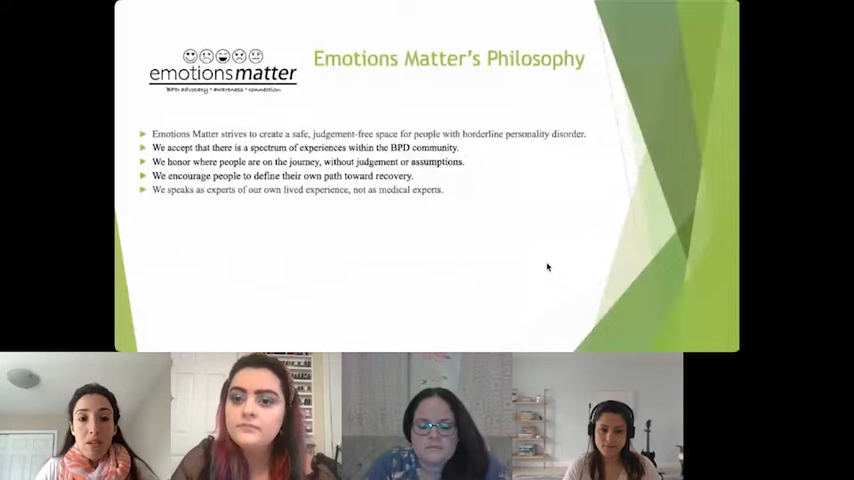 emotionsmatter
BPD advocacy * awareness * connection
Emotions Matter's Philosophy
Emotions Matter strives to create a safe, judgement-free space for people with borderline personality disorder.
We accept that there is a spectrum of experiences within the BPD community.
We honor where people are on the journey, without judgement or assumptions.
We encourage people to define their own path toward recovery.
We speaks as experts of our own lived experience, not as medical experts.